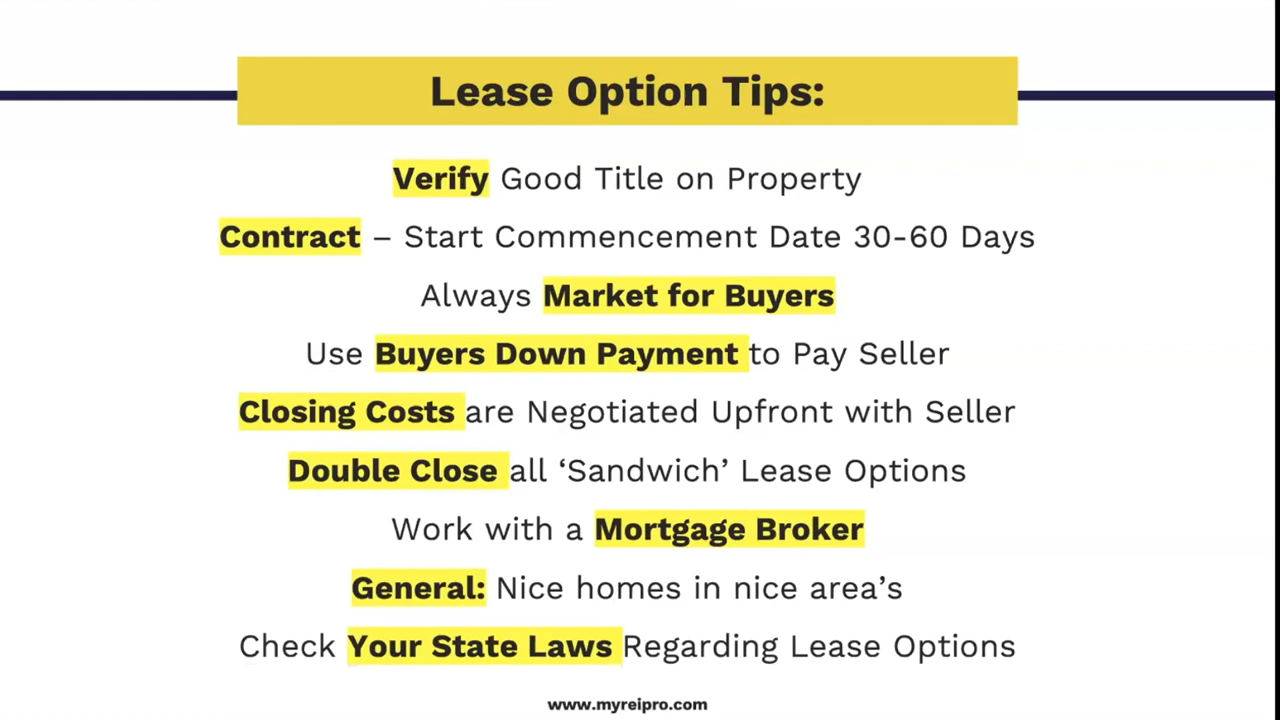 Lease Option Tips:
Verify Good Title on Property
Contract – Start Commencement Date 30-60 Days
Always Market for Buyers
Use Buyers Down Payment to Pay Seller
Closing Costs are Negotiated Upfront with Seller
Double Close all ‘Sandwich’ Lease Options
Work with a Mortgage Broker
General: Nice homes in nice area’s
Check Your State Laws Regarding Lease Options
www.myreipro.com